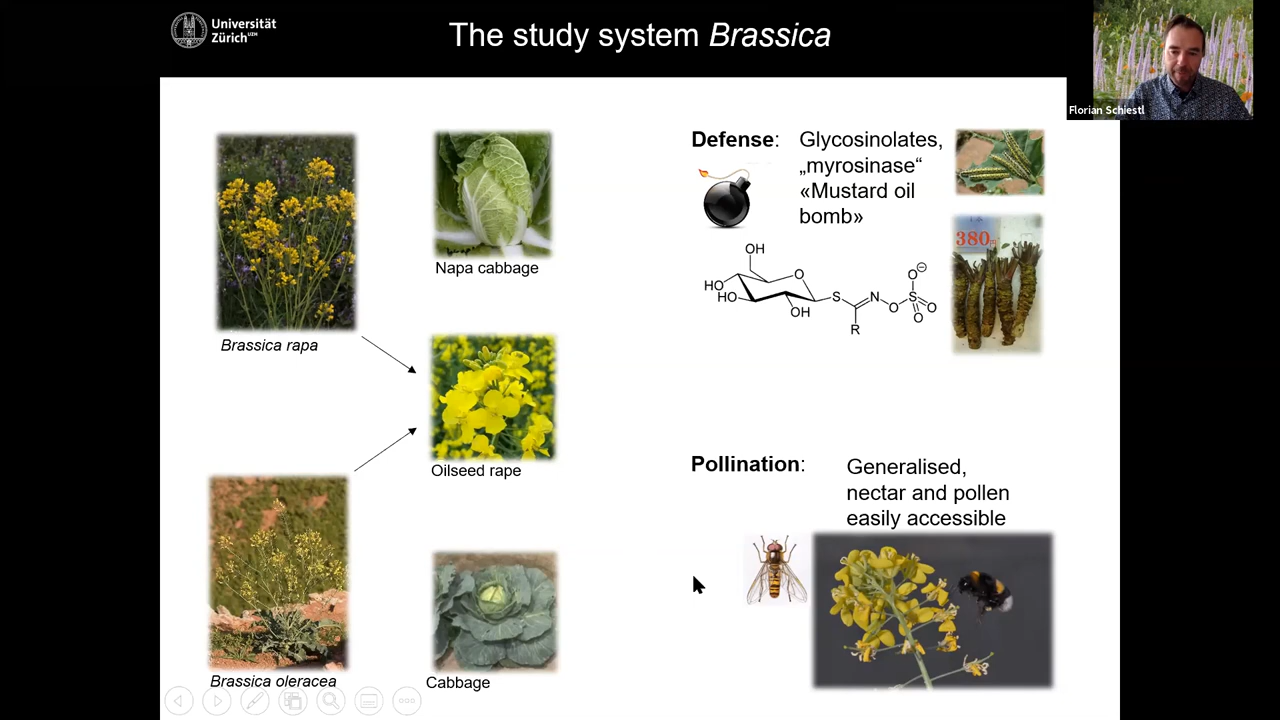 Universität
Zürich UZH
The study system Brassica
Florian Schiestl
Brassica rapa
Napa cabbage
Oilseed rape
Brassica oleracea
Cabbage
Defense: Glycosinolates,
„myrosinase“
«Mustard oil
bomb»
380
OH
HO
O
HO
OH
S
N
O
S
O
O
O
R
Pollination: Generalised,
nectar and pollen
easily accessible